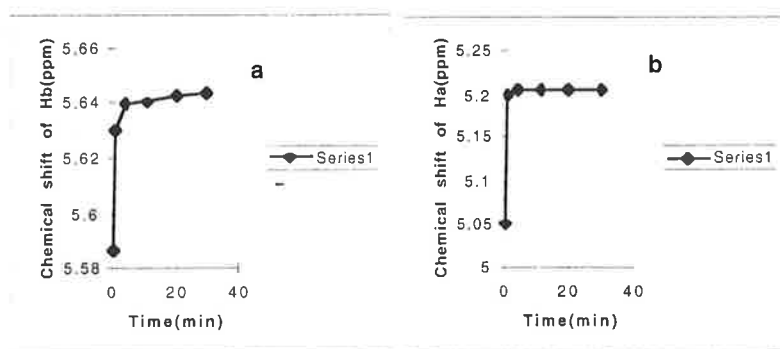 a
Chemical shift of Hb(ppm)
5.66
5.64
5.62
5.6
5.58
0
20
40
Time(min)
Series1
b
Chemical shift of Ha(ppm)
5.25
5.2
5.15
5.1
5.05
5
0
20
40
Time(min)
Series1